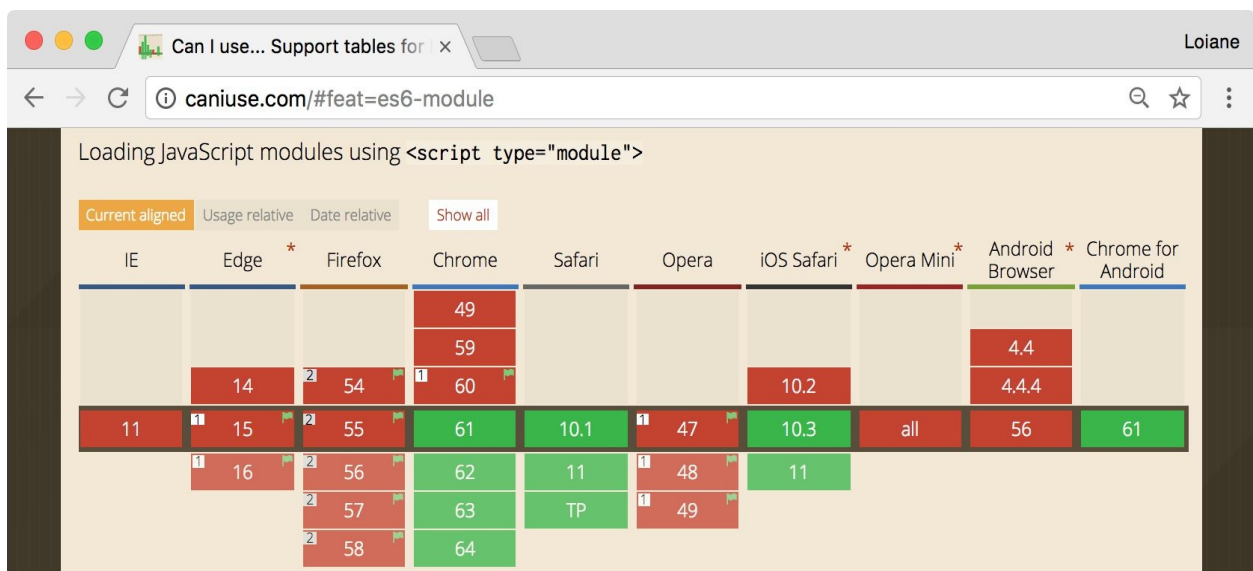 Can I use... Support tables for
Loiane
caniuse.com/#feat=es6-module
Loading JavaScript modules using <script type="module">
Current aligned Usage relative Date relative Show all
IE Edge * Firefox Chrome Safari Opera iOS Safari * Opera Mini * Android Browser * Chrome for Android
49
59 4.4
14 2 54 1 60 10.2 4.4.4
11 1 15 2 55 61 10.1 1 47 10.3 all 56 61
1 16 2 56 62 11 1 48 11
2 57 63 TP 1 49
2 58 64